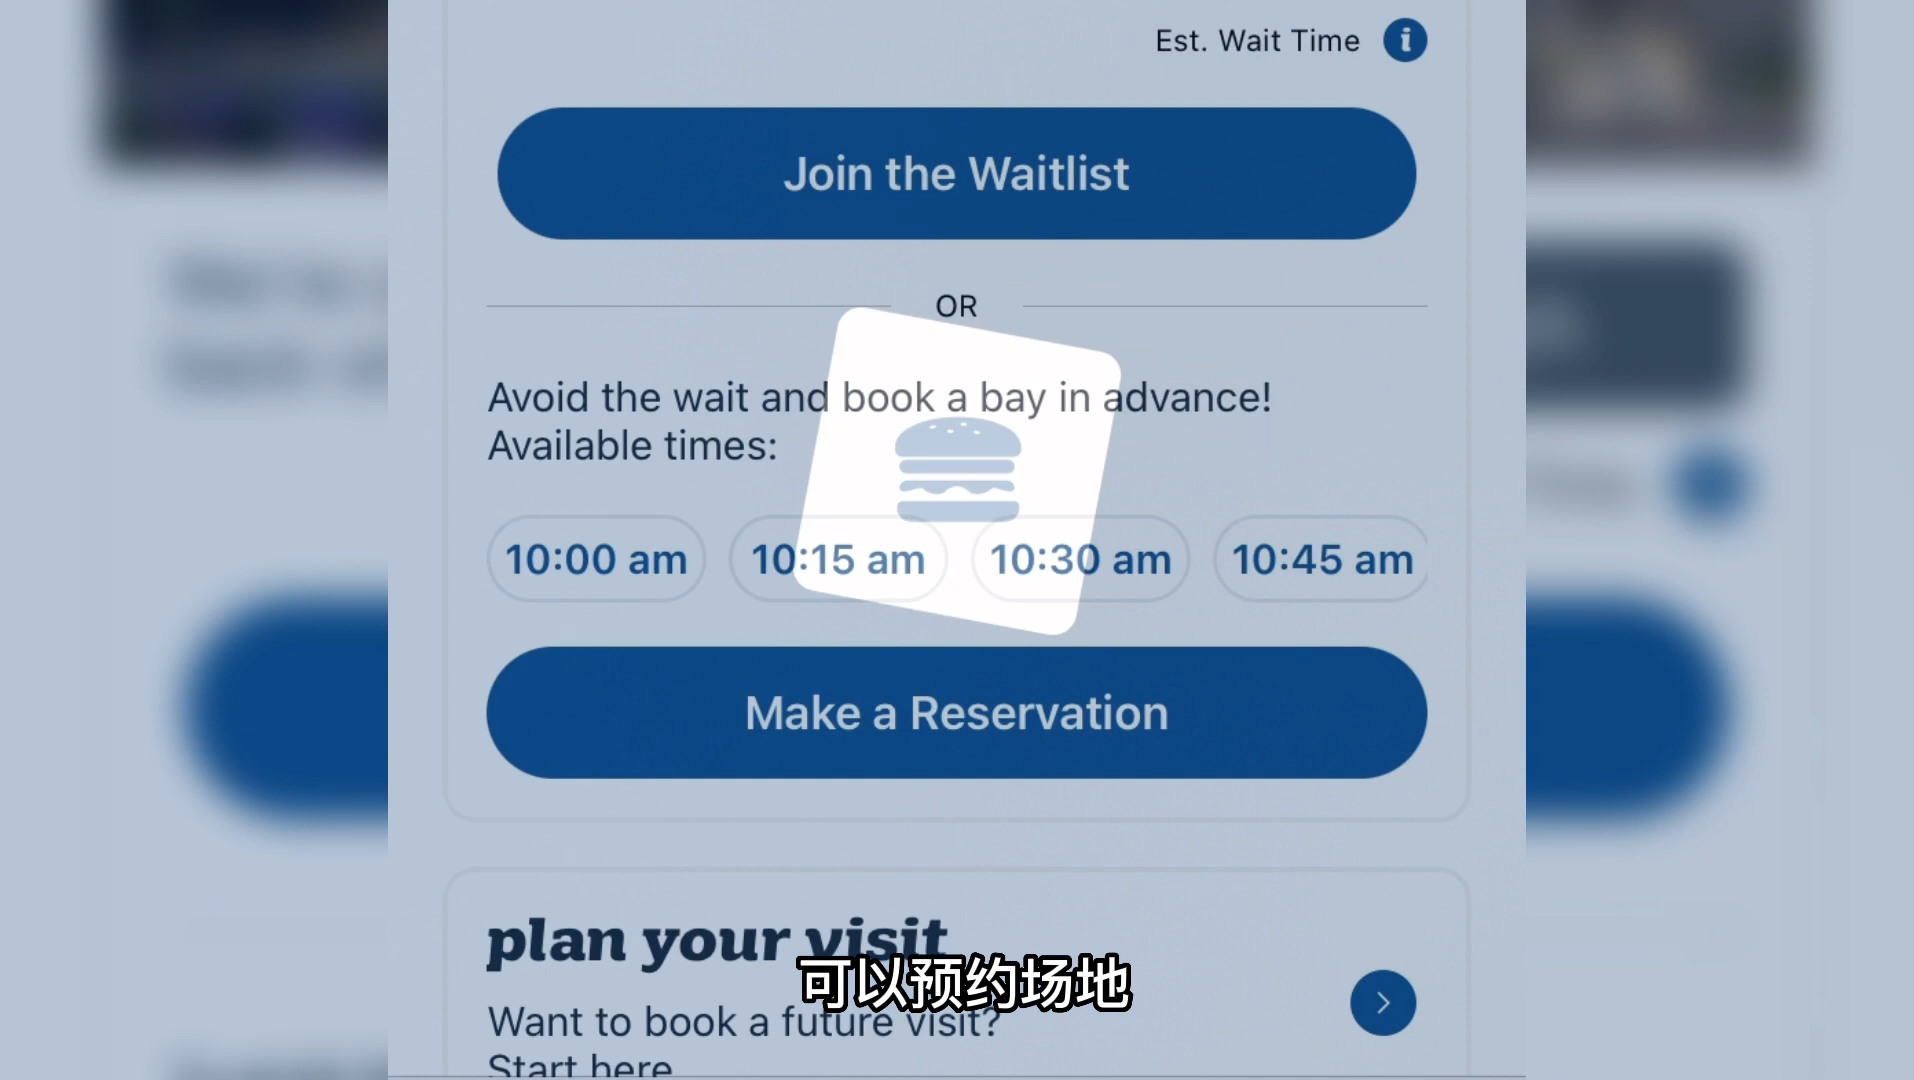 Est. Wait Time
Join the Waitlist
OR
Avoid the wait and book a bay in advance!
Available times:
10:00 am 10:15 am 10:30 am 10:45 am
Make a Reservation
plan your visit
可以预约场地
Want to book a future visit?
Start here